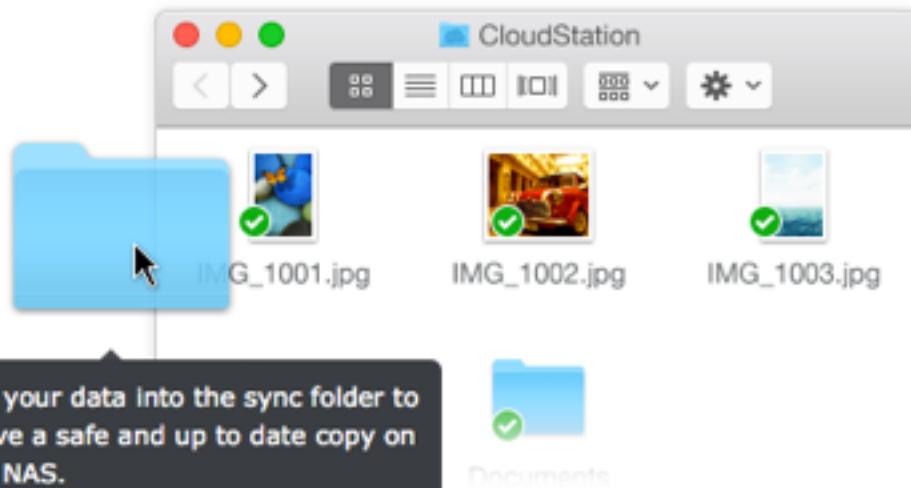 CloudStation
IMG_1001.jpg
IMG_1002.jpg
IMG_1003.jpg
your data into the sync folder to
ve a safe and up to date copy on
NAS.
Documents